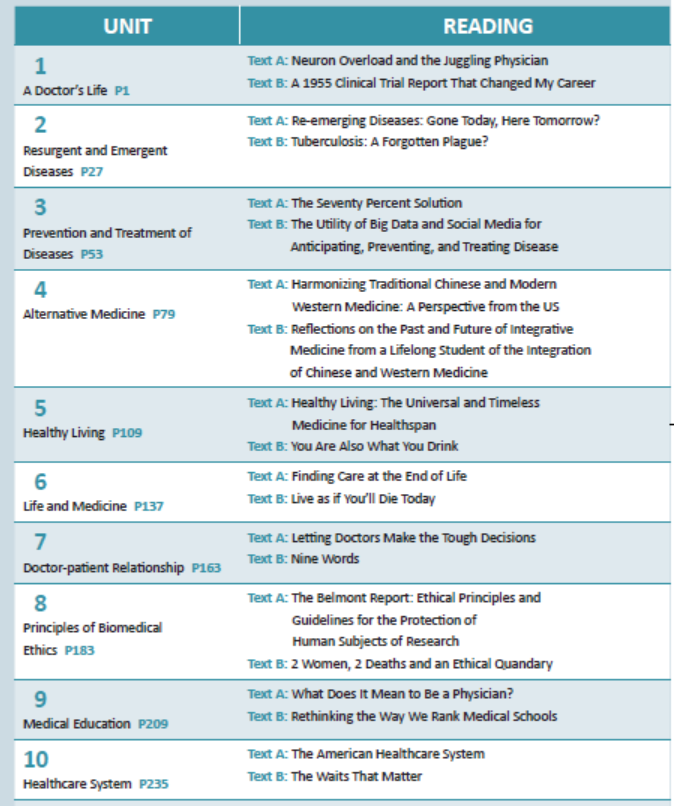 UNIT READING
1
A Doctor's Life P1
Text A: Neuron Overload and the Juggling Physician
Text B: A 1955 Clinical Trial Report That Changed My Career
2
Resurgent and Emergent
Diseases P27
Text A: Re-emerging Diseases: Gone Today, Here Tomorrow?
Text B: Tuberculosis: A Forgotten Plague?
3
Prevention and Treatment of
Diseases P53
Text A: The Seventy Percent Solution
Text B: The Utility of Big Data and Social Media for
Anticipating, Preventing, and Treating Disease
4
Alternative Medicine P79
Text A: Harmonizing Traditional Chinese and Modern
Western Medicine: A Perspective from the US
Text B: Reflections on the Past and Future of Integrative
Medicine from a Lifelong Student of the Integration
of Chinese and Western Medicine
5
Healthy Living P109
Text A: Healthy Living: The Universal and Timeless
Medicine for Healthspan
Text B: You Are Also What You Drink
6
Life and Medicine P137
Text A: Finding Care at the End of Life
Text B: Live as if You'll Die Today
7
Doctor-patient Relationship P163
Text A: Letting Doctors Make the Tough Decisions
Text B: Nine Words
8
Principles of Biomedical
Ethics P183
Text A: The Belmont Report: Ethical Principles and
Guidelines for the Protection of
Human Subjects of Research
Text B: 2 Women, 2 Deaths and an Ethical Quandary
9
Medical Education P209
Text A: What Does It Mean to Be a Physician?
Text B: Rethinking the Way We Rank Medical Schools
10
Healthcare System P235
Text A: The American Healthcare System
Text B: The Waits That Matter